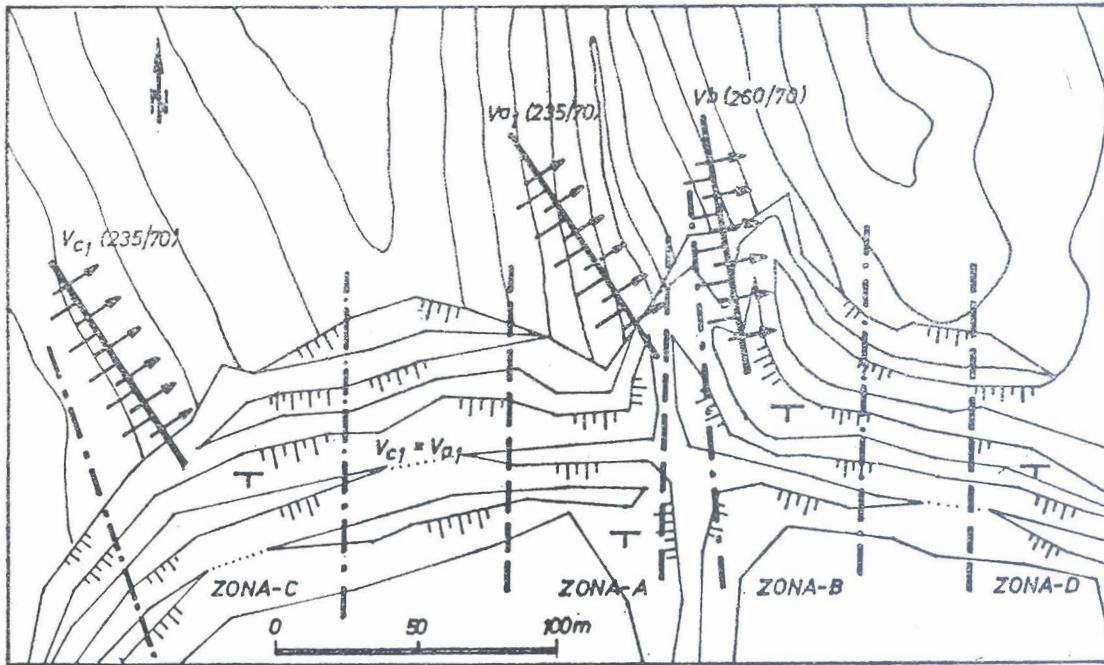 Va₁ (235/70)
Vb (260/70)
Vc₁ (235/70)
Vc₁ = Va₁
ZONA-C
ZONA-A
ZONA-B
ZONA-D
0 50 100m